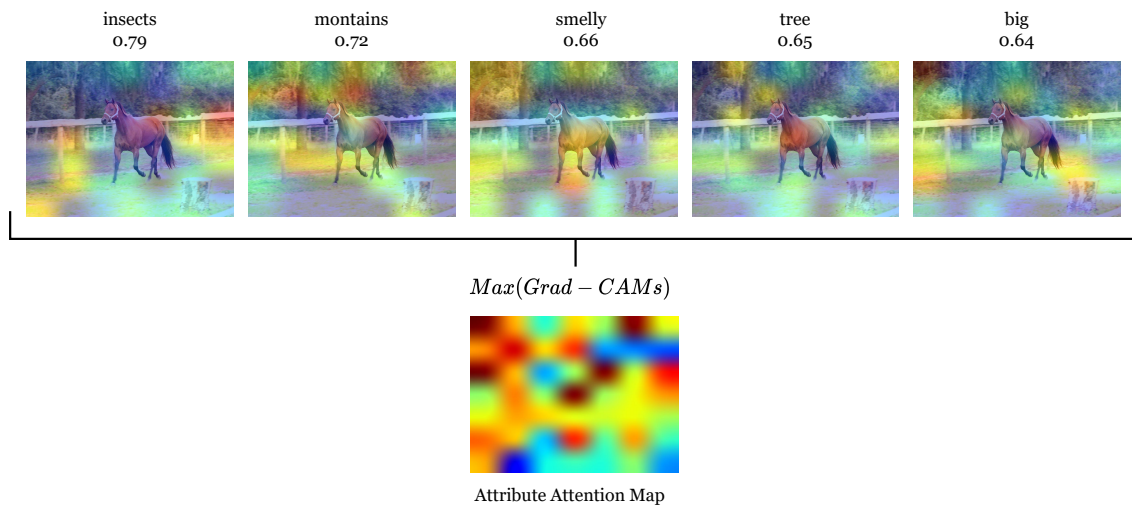 insects
0.79
montains
0.72
smelly
0.66
tree
0.65
big
0.64
Max(Grad − CAMs)
Attribute Attention Map